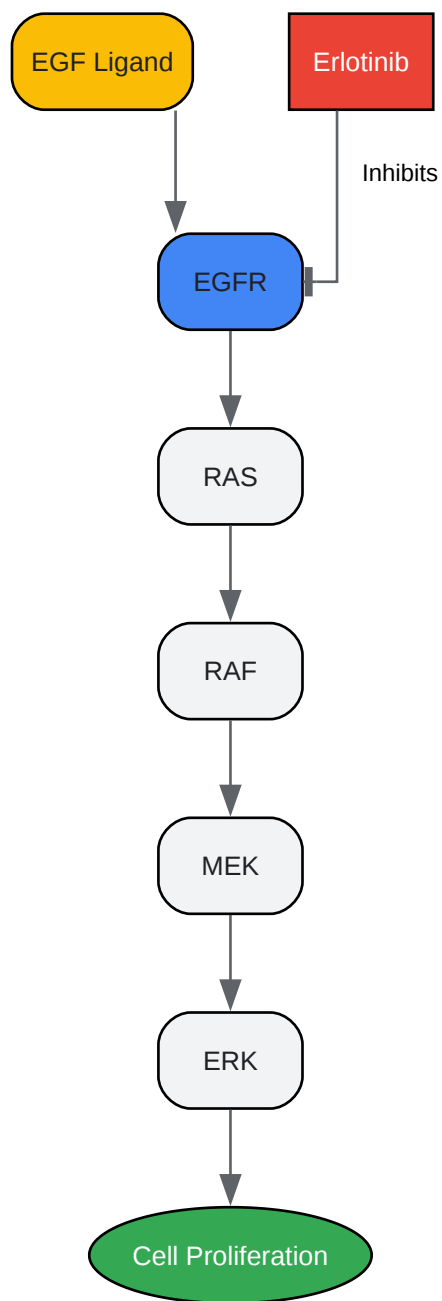 EGF Ligand
Erlotinib
Inhibits
EGFR
RAS
RAF
MEK
ERK
Cell Proliferation